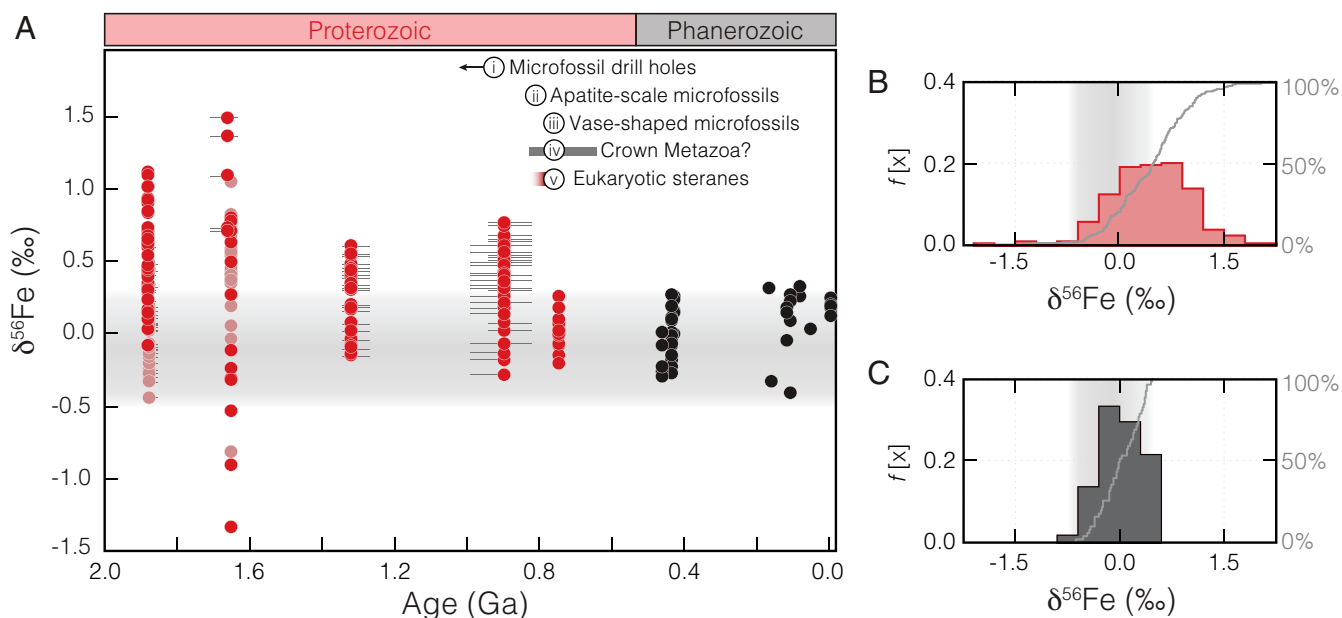 A
Proterozoic
Phanerozoic
i Microfossil drill holes
ii Apatite-scale microfossils
iii Vase-shaped microfossils
iv Crown Metazoa?
v Eukaryotic steranes
1.5
1.0
0.5
0.0
-0.5
-1.0
-1.5
δ56Fe (‰)
2.0 1.6 1.2 0.8 0.4 0.0
Age (Ga)
B
0.4
0.2
0.0
f [x]
100%
50%
0%
-1.5 0.0 1.5
δ56Fe (‰)
C
0.4
0.2
0.0
f [x]
100%
50%
0%
-1.5 0.0 1.5
δ56Fe (‰)